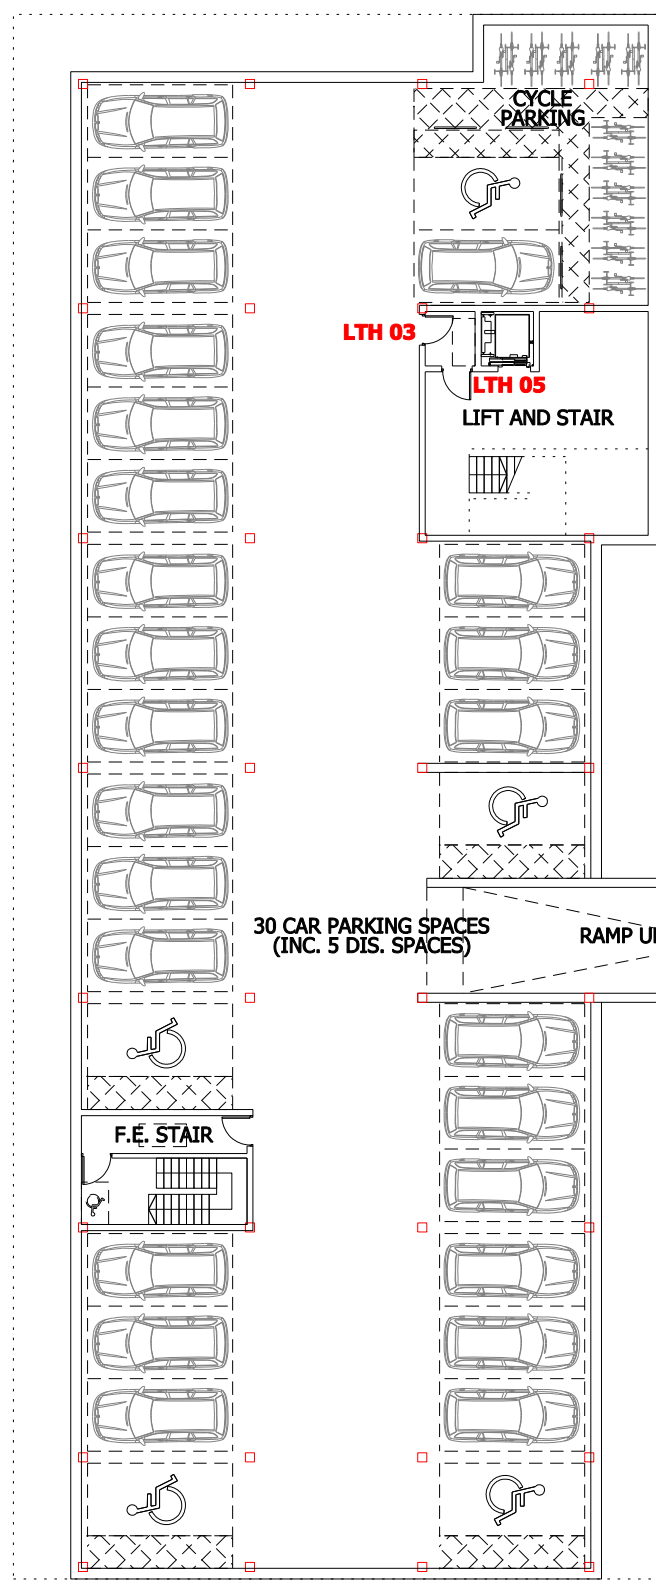 CYCLE
PARKING
LTH 03
LTH 05
LIFT AND STAIR
30 CAR PARKING SPACES
(INC. 5 DIS. SPACES)
RAMP
F.E. STAIR